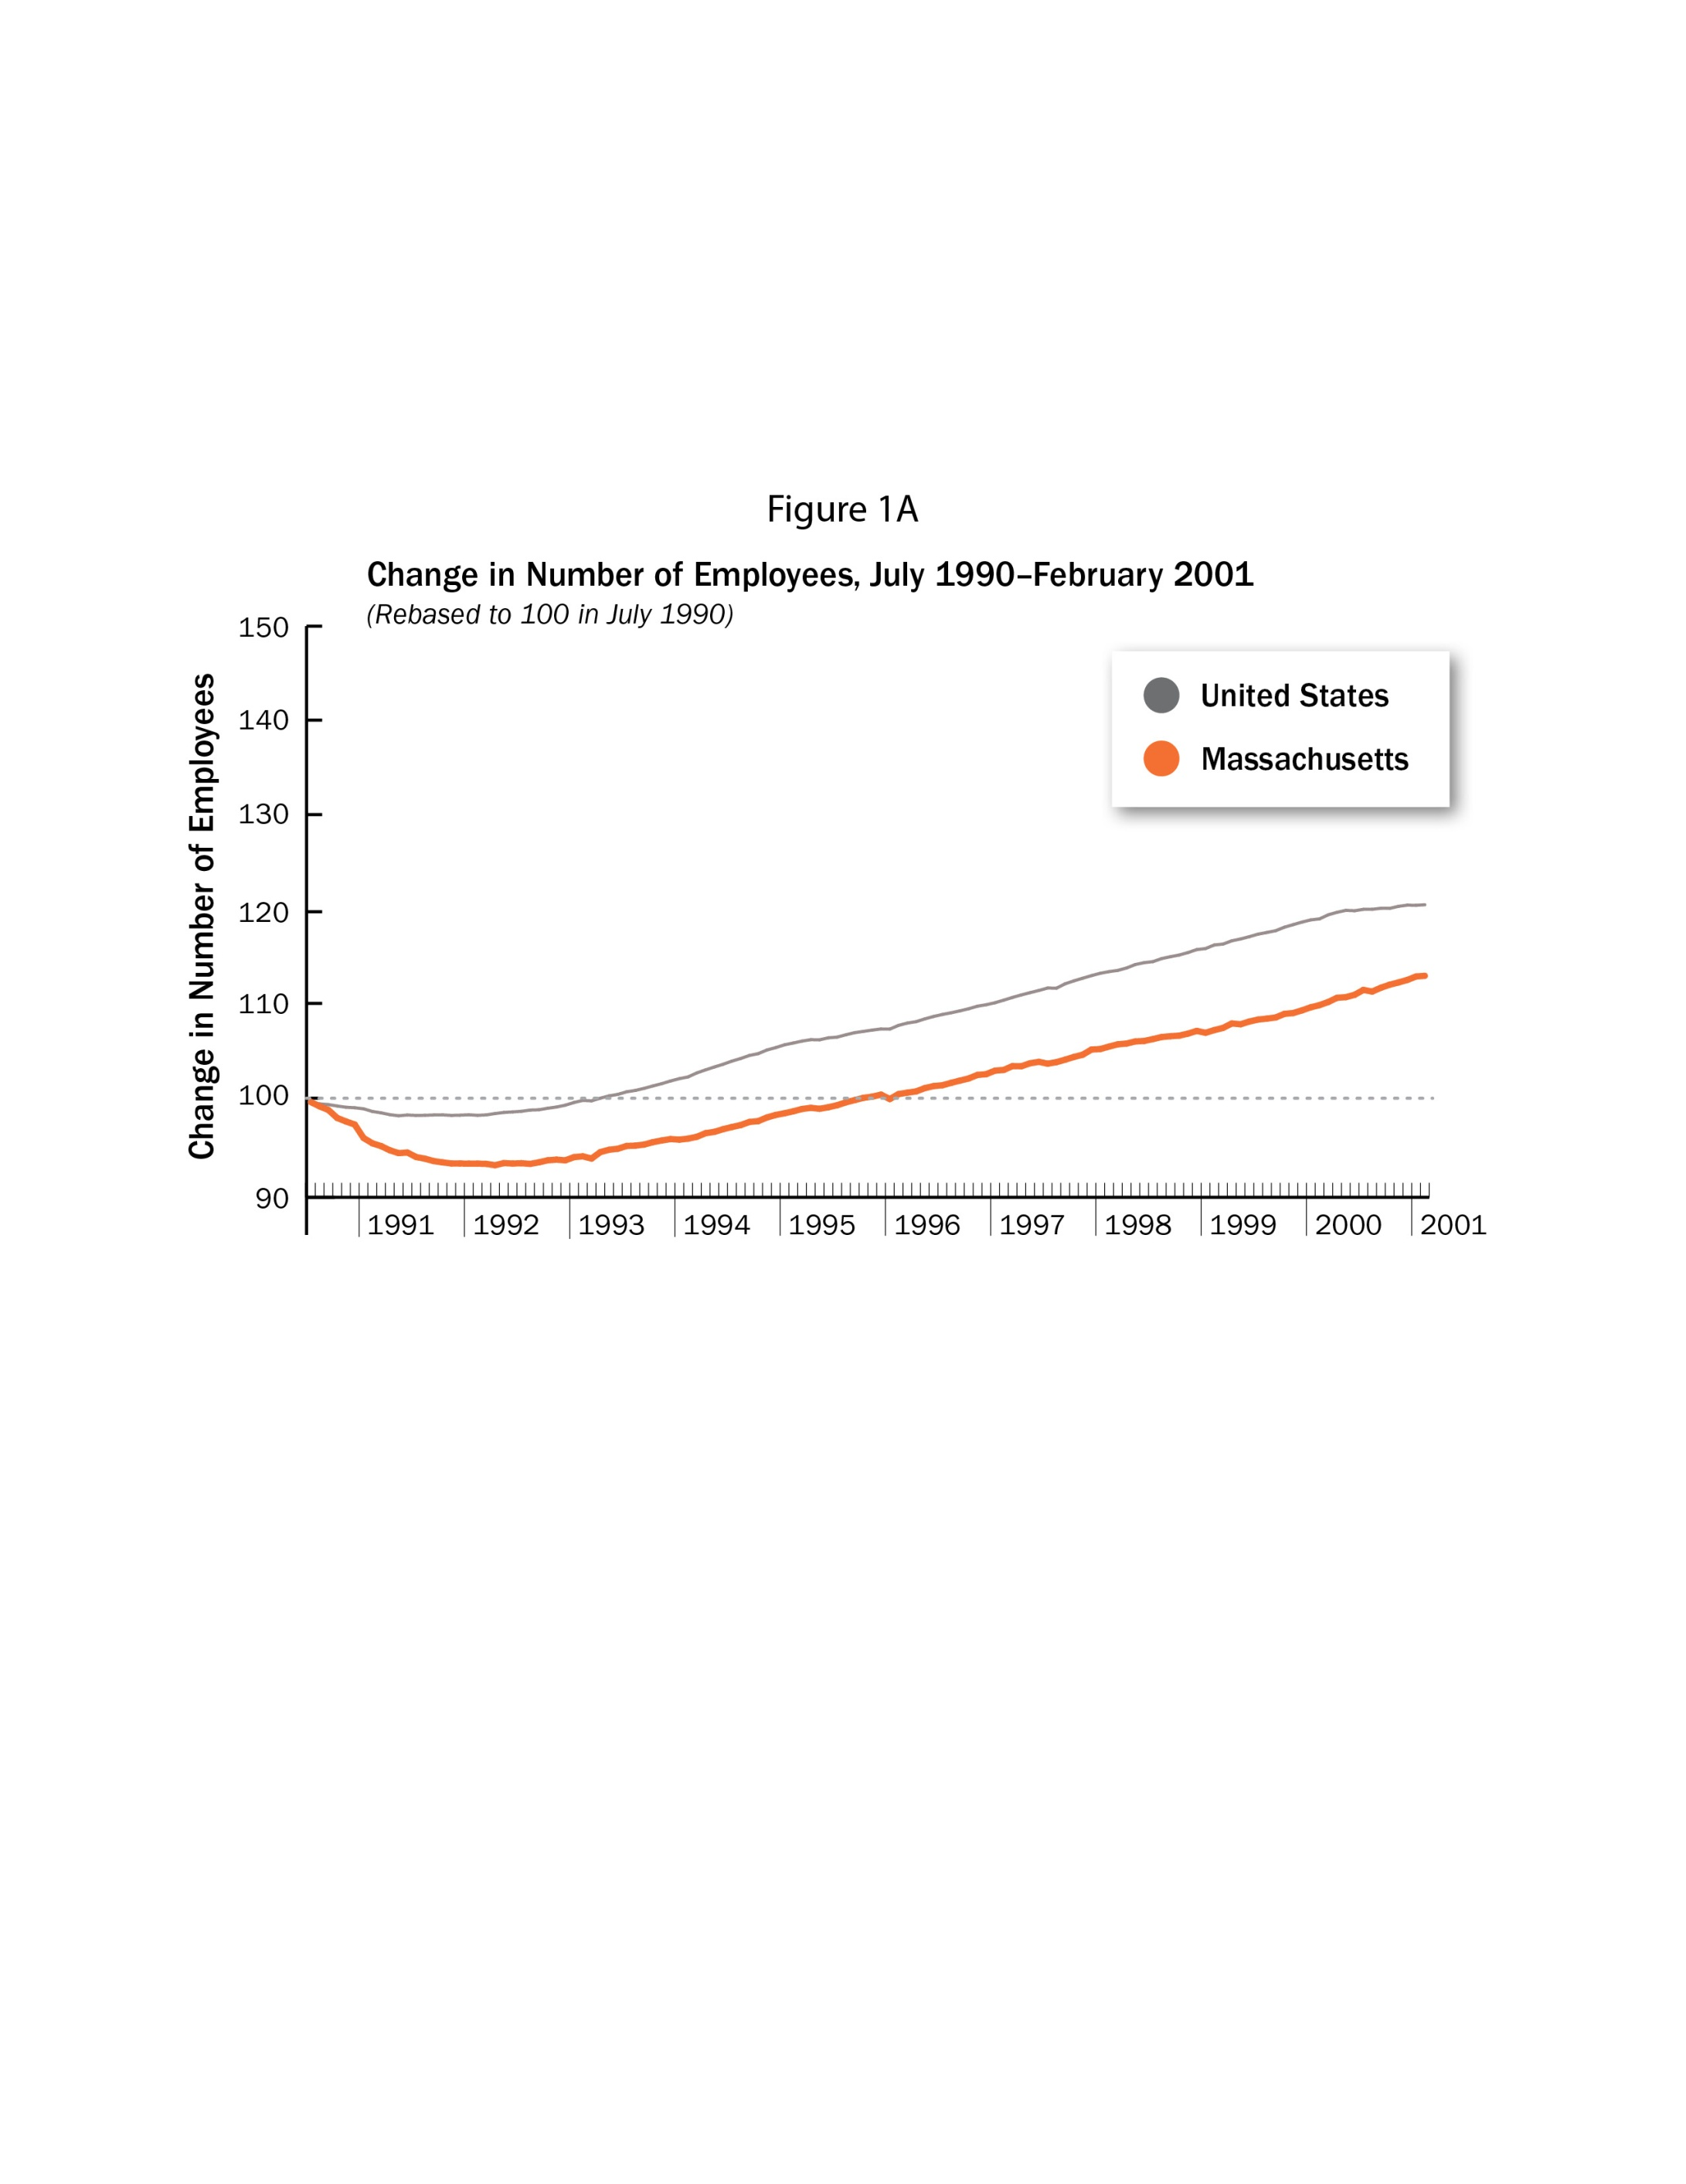 Figure 1A
Change in Number of Employees, July 1990–February 2001
(Rebased to 100 in July 1990)
Change in Number of Employees
150
140
130
120
110
100
90
United States
Massachusetts
1991 1992 1993 1994 1995 1996 1997 1998 1999 2000 2001